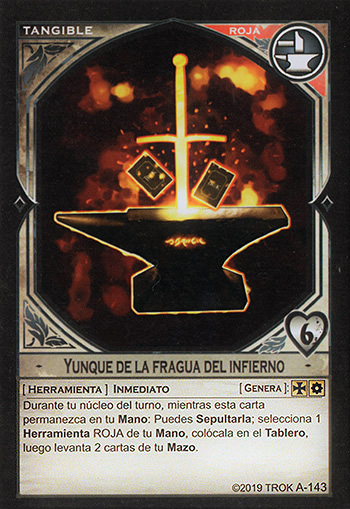 TANGIBLE
ROJA
6
YUNQUE DE LA FRAGUA DEL INFIERNO
[HERRAMIENTA] INMEDIATO [GENERA]:
Durante tu núcleo del turno, mientras esta carta
permanezca en tu Mano: Puedes Sepultarla; selecciona 1
Herramienta ROJA de tu Mano, colócala en el Tablero,
luego levanta 2 cartas de tu Mazo.
©2019 TROK A-143